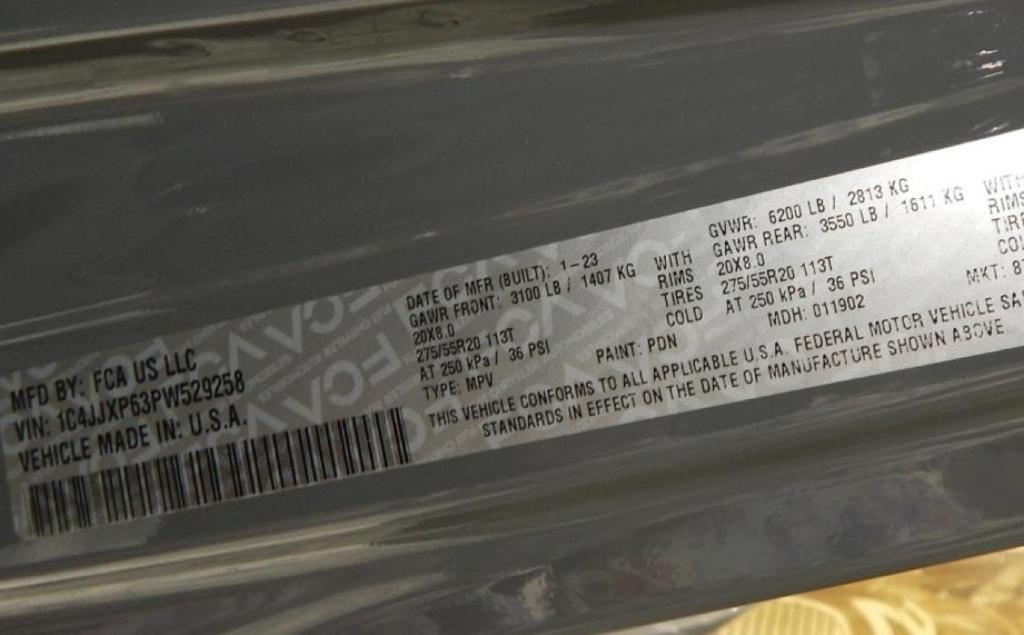 MFD BY: FCA US LLC
VIN: 1C4JJXP63PW529258
VEHICLE MADE IN: U.S.A.
DATE OF MFR (BUILT): 1-23
GAWR FRONT: 3100 LB / 1407 KG WITH
20X8.0 RIMS
275/55R20 113T TIRES
AT 250 kPa / 36 PSI COLD
TYPE: MPV PAINT: PDN
GVWR: 6200 LB / 2813 KG
GAWR REAR: 3550 LB / 1611 KG WITH
20X8.0 RIMS
275/55R20 113T
AT 250 kPa / 36 PSI
MDH: 011902 MKT:
THIS VEHICLE CONFORMS TO ALL APPLICABLE U.S.A. FEDERAL MOTOR VEHICLE
STANDARDS IN EFFECT ON THE DATE OF MANUFACTURE SHOWN ABOVE